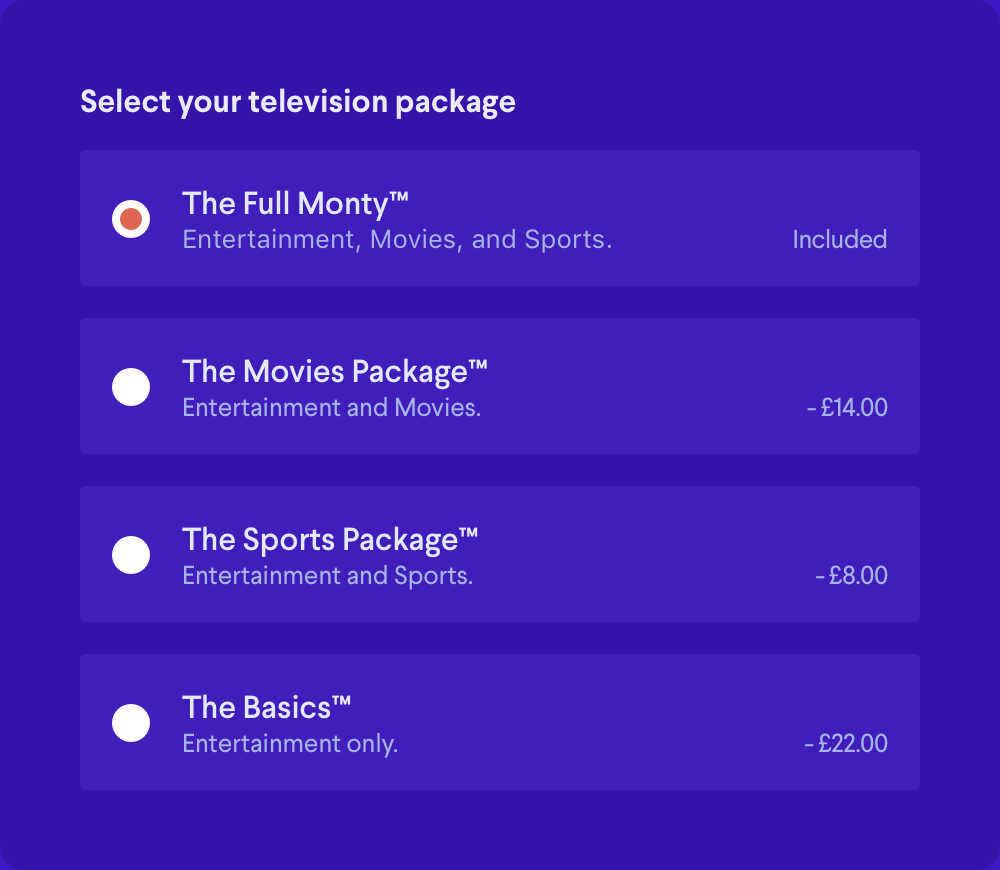 Select your television package
The Full Monty™
Entertainment, Movies, and Sports.
Included
The Movies Package™
Entertainment and Movies.
- £14.00
The Sports Package™
Entertainment and Sports.
- £8.00
The Basics™
Entertainment only.
- £22.00